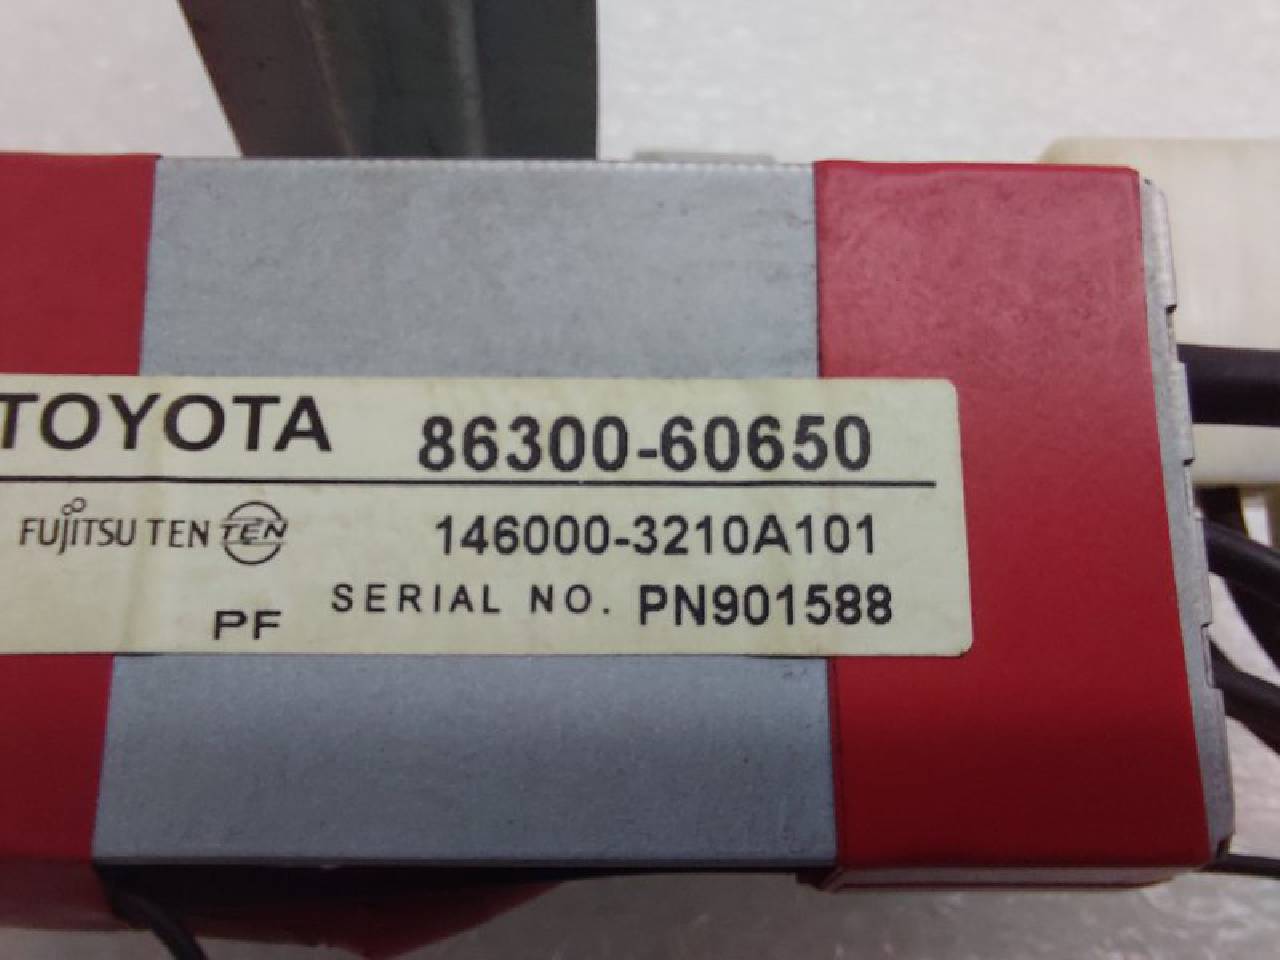 TOYOTA 86300-60650
FUJITSU TEN TEN 146000-3210A101
PF SERIAL NO. PN901588